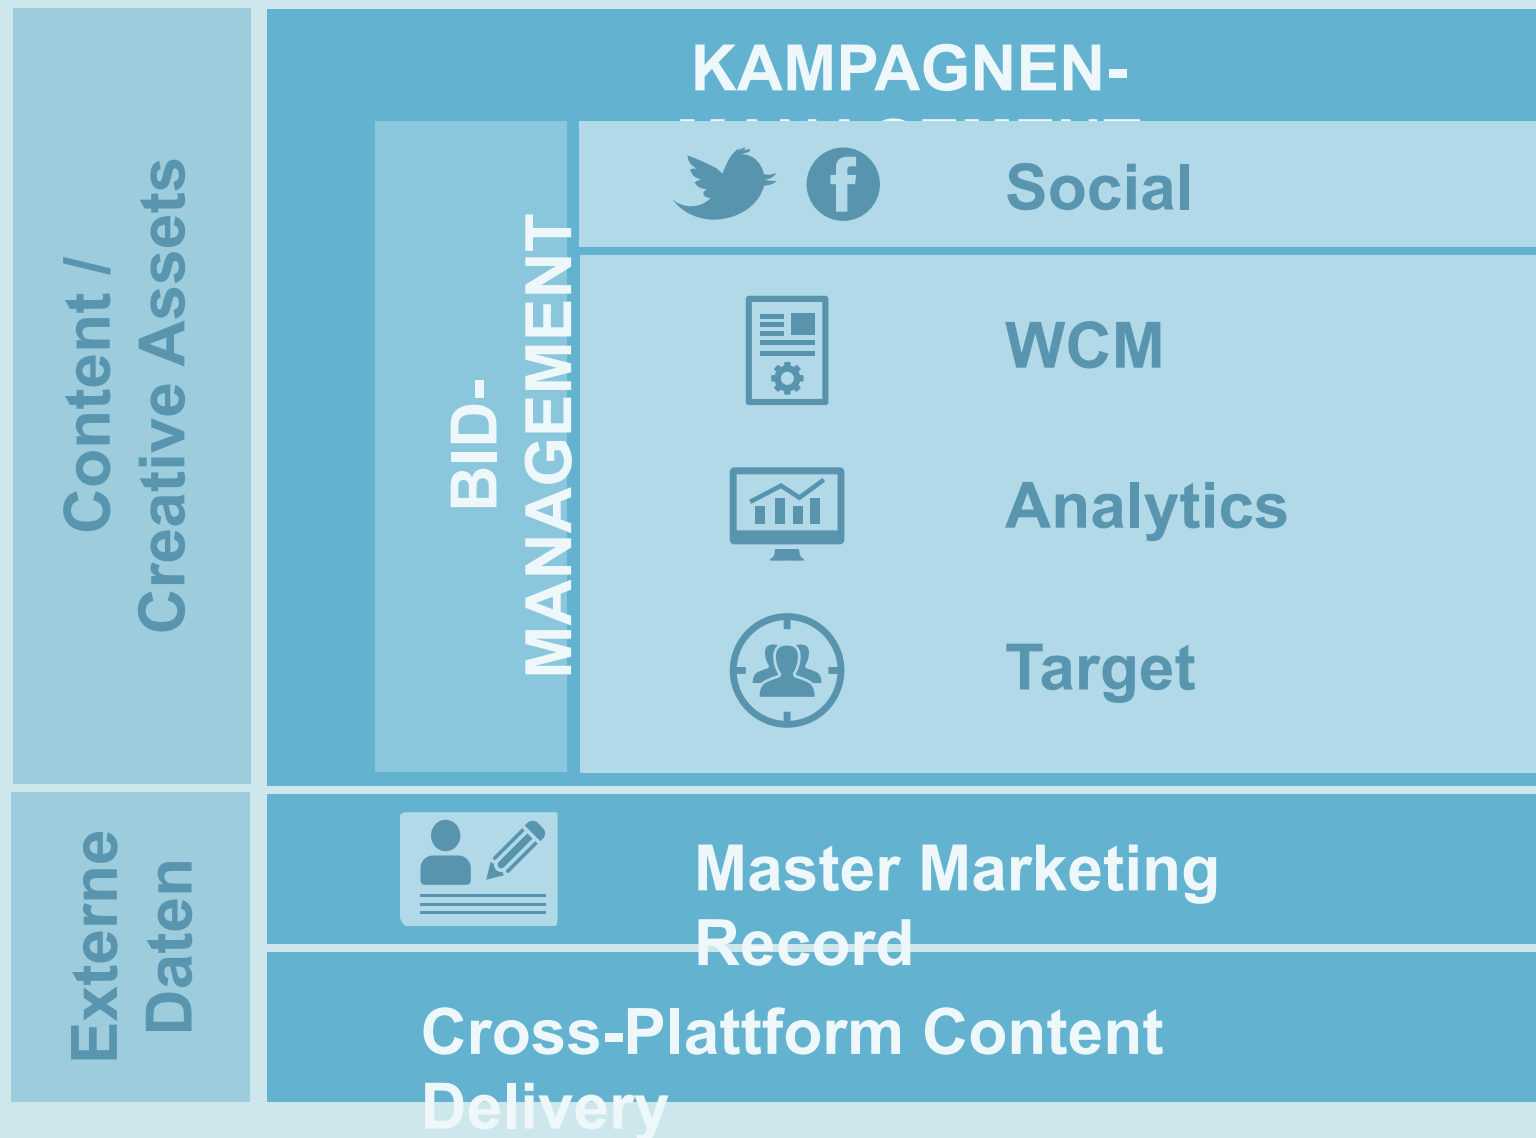 Content /
Creative Assets
KAMPAGNEN-
MANAGEMENT
BID-
MANAGEMENT
Social
WCM
Analytics
Target
Externe
Daten
Master Marketing
Record
Cross-Plattform Content
Delivery